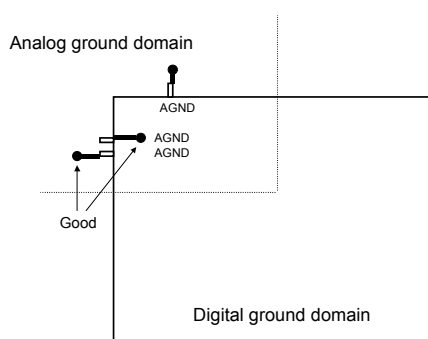 Analog ground domain
AGND
AGND
AGND
Good
Digital ground domain